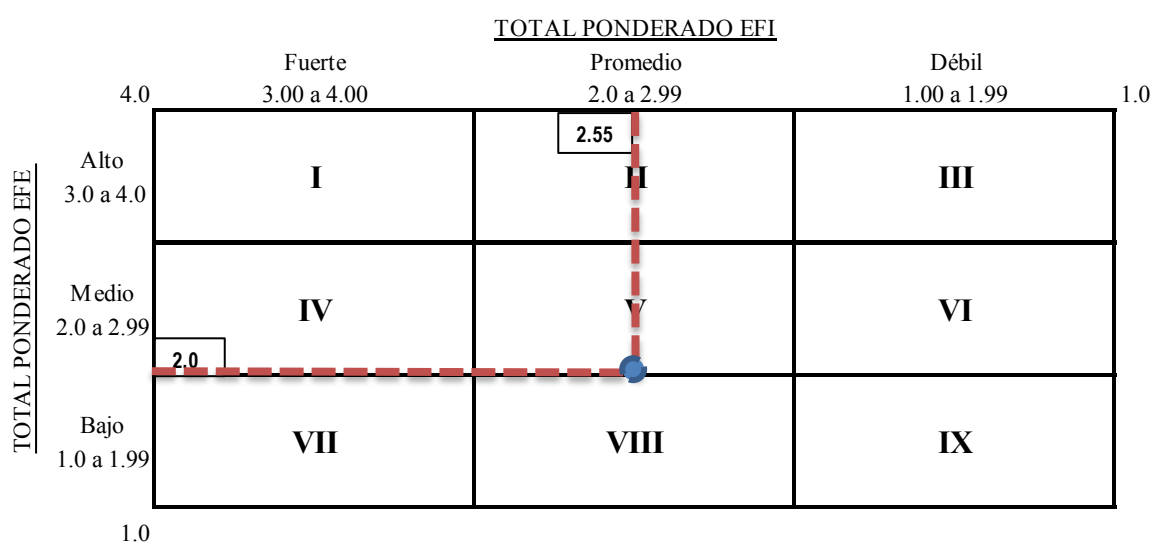 TOTAL PONDERADO EFI
Fuerte Promedio Débil
4.0 3.00 a 4.00 2.0 a 2.99 1.00 a 1.99 1.0
2.55
Alto
3.0 a 4.0
I II III
TOTAL PONDERADO EFE
Medio
2.0 a 2.99
IV V VI
2.0
Bajo
1.0 a 1.99
VII VIII IX
1.0